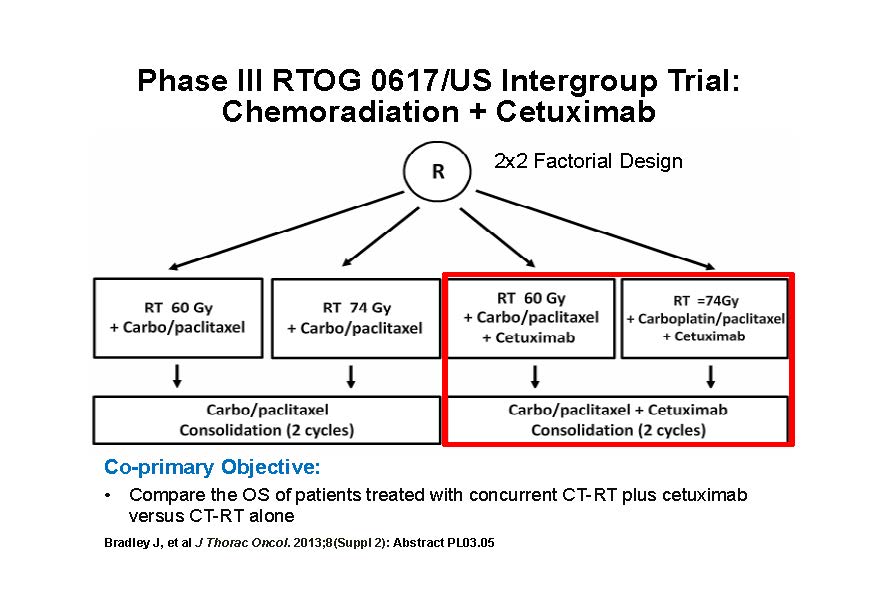 Phase III RTOG 0617/US Intergroup Trial:
Chemoradiation + Cetuximab
R
2x2 Factorial Design
RT 60 Gy
+ Carbo/paclitaxel
RT 74 Gy
+ Carbo/paclitaxel
RT 60 Gy
+ Carbo/paclitaxel
+ Cetuximab
RT =74Gy
+ Carboplatin/paclitaxel
+ Cetuximab
Carbo/paclitaxel
Consolidation (2 cycles)
Carbo/paclitaxel + Cetuximab
Consolidation (2 cycles)
Co-primary Objective:
• Compare the OS of patients treated with concurrent CT-RT plus cetuximab
versus CT-RT alone
Bradley J, et al J Thorac Oncol. 2013;8(Suppl 2): Abstract PL03.05